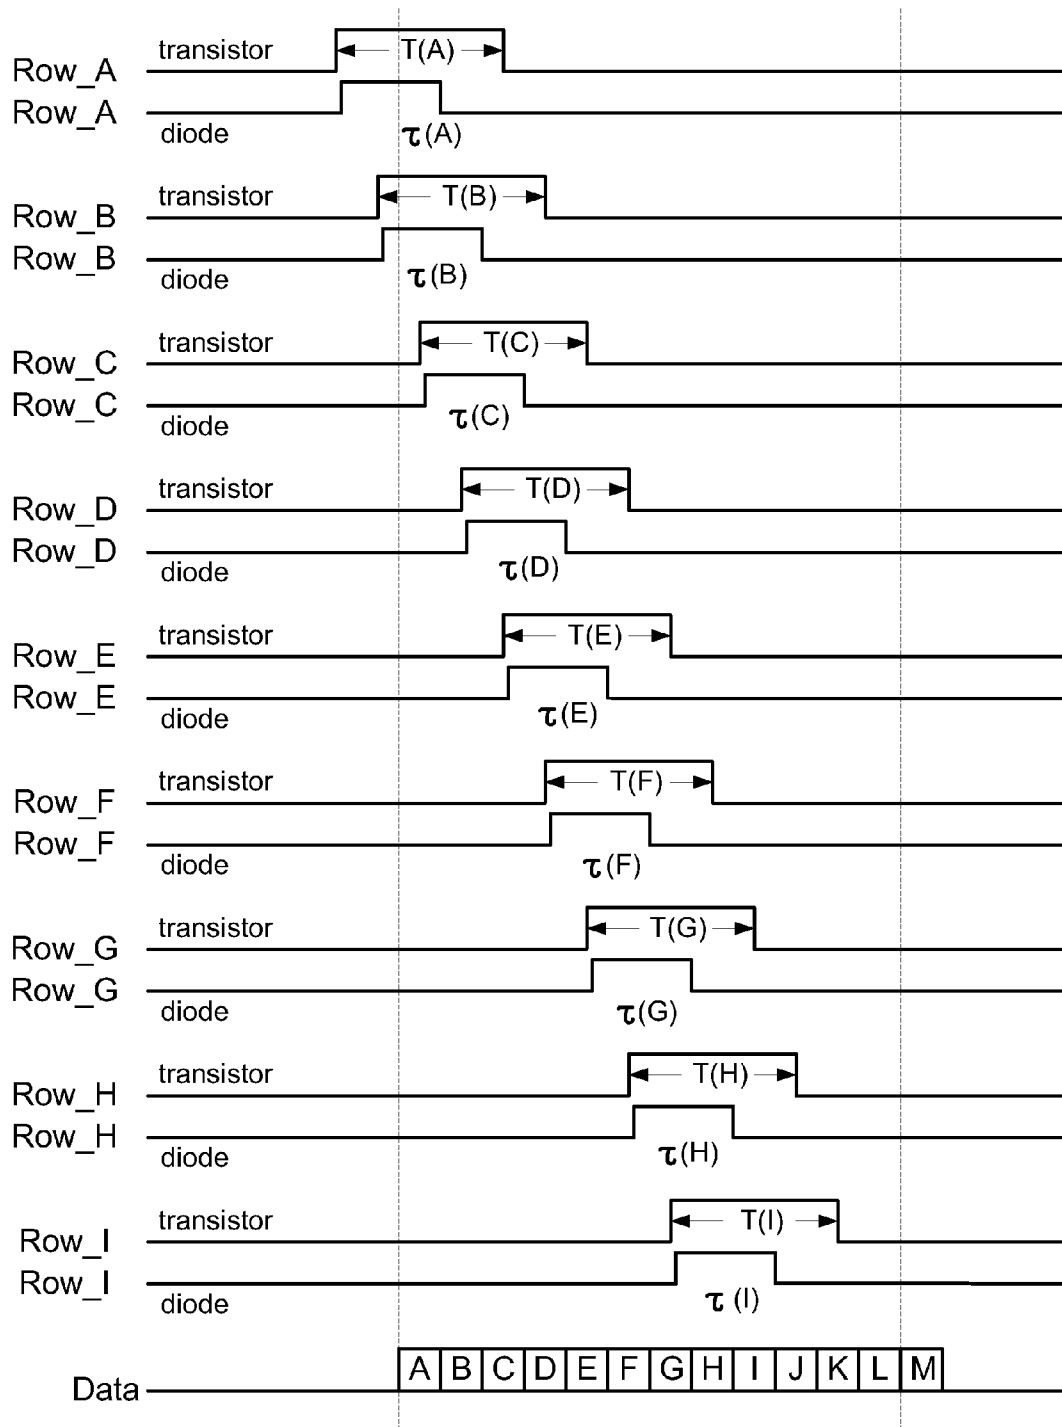 transistor
T(A)
Row_A
Row_A
diode
τ(A)
transistor
T(B)
Row_B
Row_B
diode
τ(B)
transistor
T(C)
Row_C
Row_C
diode
τ(C)
transistor
T(D)
Row_D
Row_D
diode
τ(D)
transistor
T(E)
Row_E
Row_E
diode
τ(E)
transistor
T(F)
Row_F
Row_F
diode
τ(F)
transistor
T(G)
Row_G
Row_G
diode
τ(G)
transistor
T(H)
Row_H
Row_H
diode
τ(H)
transistor
T(I)
Row_I
Row_I
diode
τ (I)
A B C D E F G H I J K L M
Data